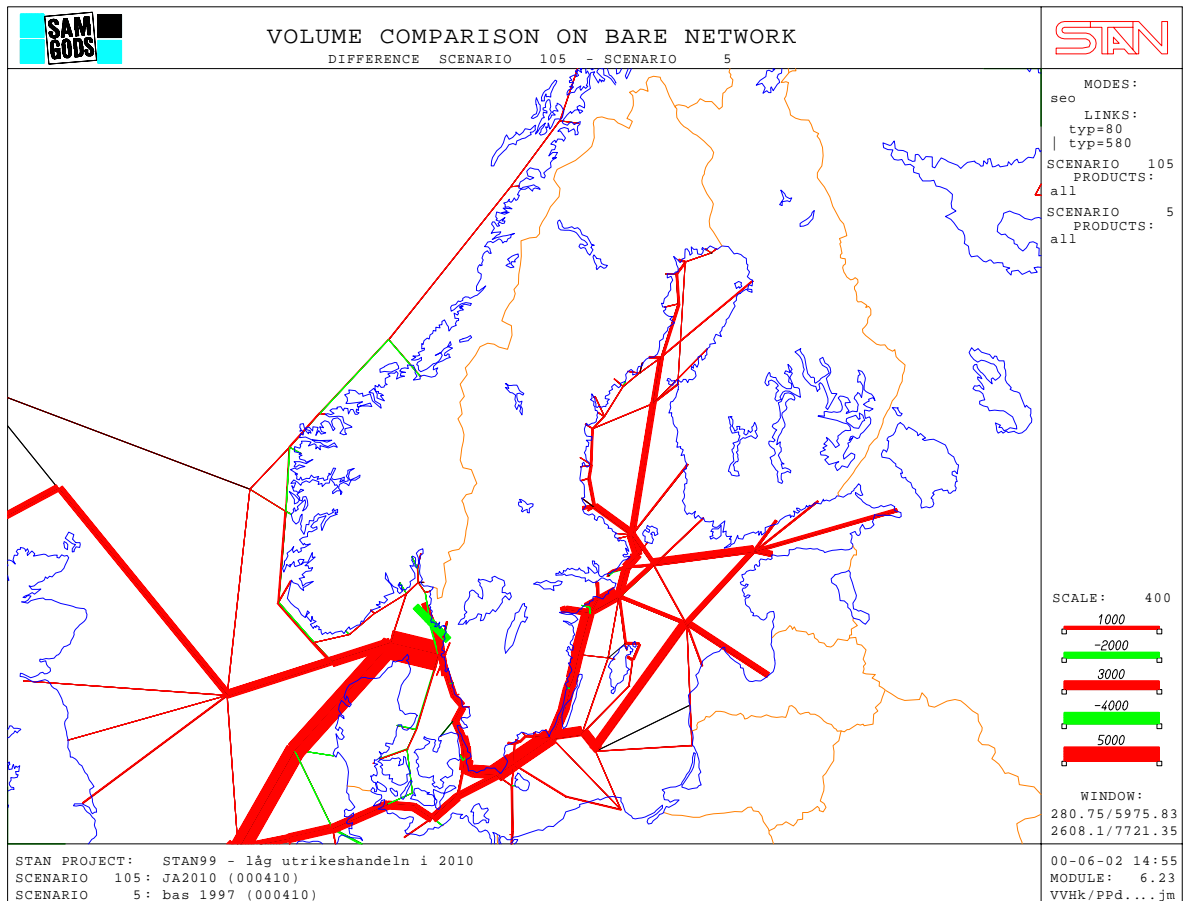 SAM
GODS
VOLUME COMPARISON ON BARE NETWORK
DIFFERENCE SCENARIO 105 - SCENARIO 5
STAN
MODES:
seo
LINKS:
typ=80
| typ=580
SCENARIO 105
PRODUCTS:
all
SCENARIO 5
PRODUCTS:
all
SCALE: 400
1000
-2000
3000
-4000
5000
WINDOW:
280.75/5975.83
2608.1/7721.35
STAN PROJECT: STAN99 - låg utrikeshandeln i 2010
SCENARIO 105: JA2010 (000410)
SCENARIO 5: bas 1997 (000410)
00-06-02 14:55
MODULE: 6.23
VVHk/PPd....jm